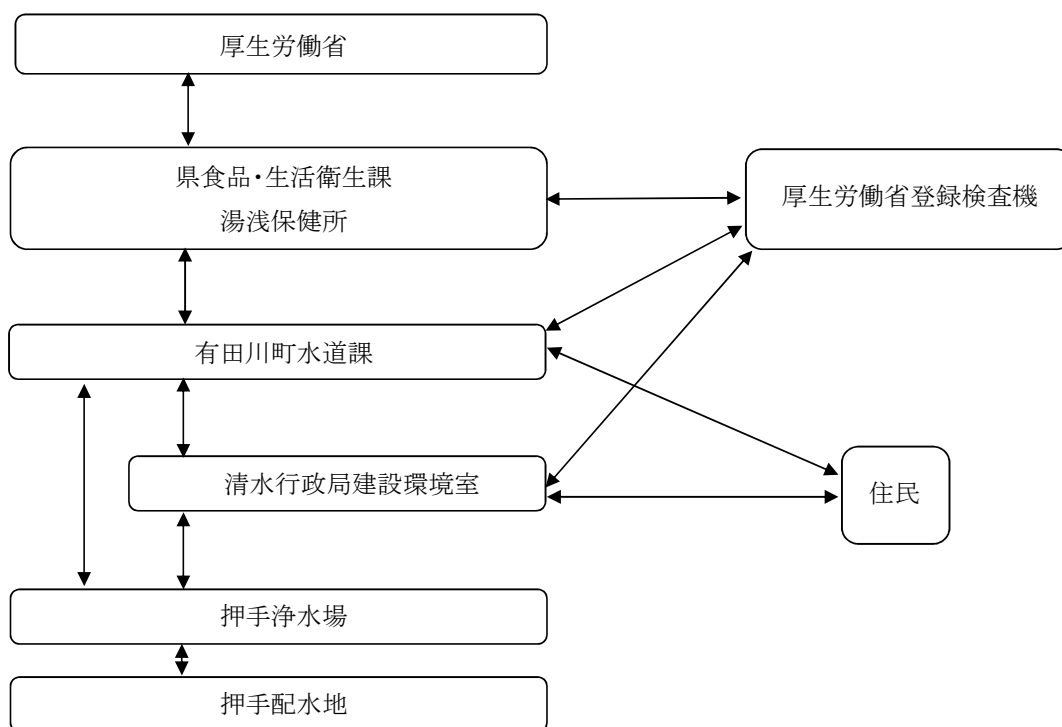 厚生労働省
県食品・生活衛生課
湯浅保健所
厚生労働省登録検査機
有田川町水道課
清水行政局建設環境室
住民
押手浄水場
押手配水地